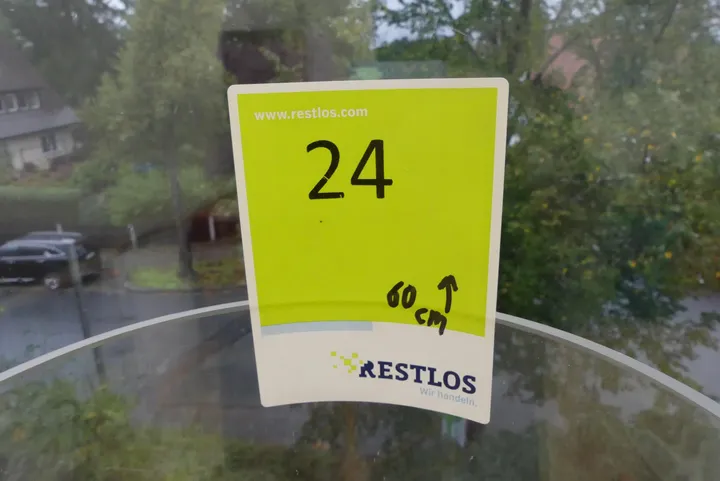 www.restlos.com
24
60 ↑
cm
RESTLOS
Wir handeln.